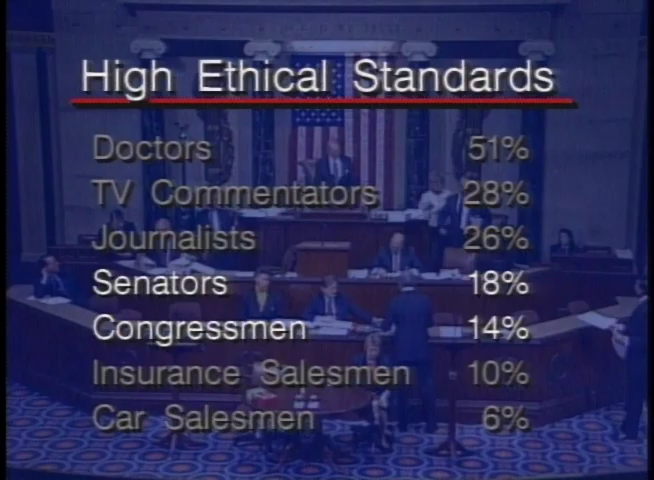 High Ethical Standards
Doctors 51%
TV Commentators 28%
Journalists 26%
Senators 18%
Congressmen 14%
Insurance Salesmen 10%
Car Salesmen 6%